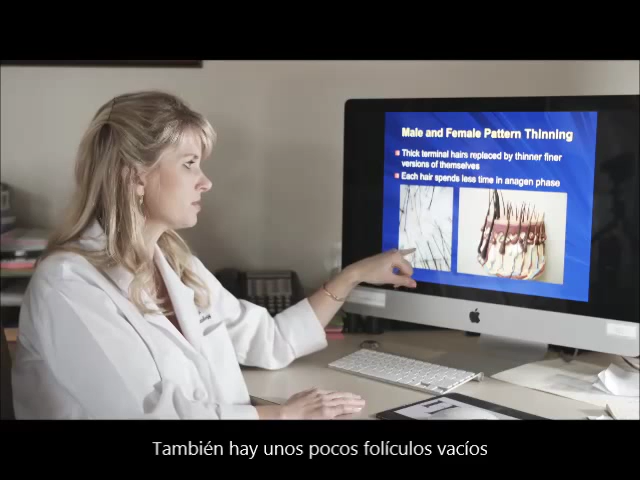 Male and Female Pattern Thinning
Thick terminal hairs replaced by thinner finer
versions of themselves
Each hair spends less time in anagen phase
También hay unos pocos folículos vacíos